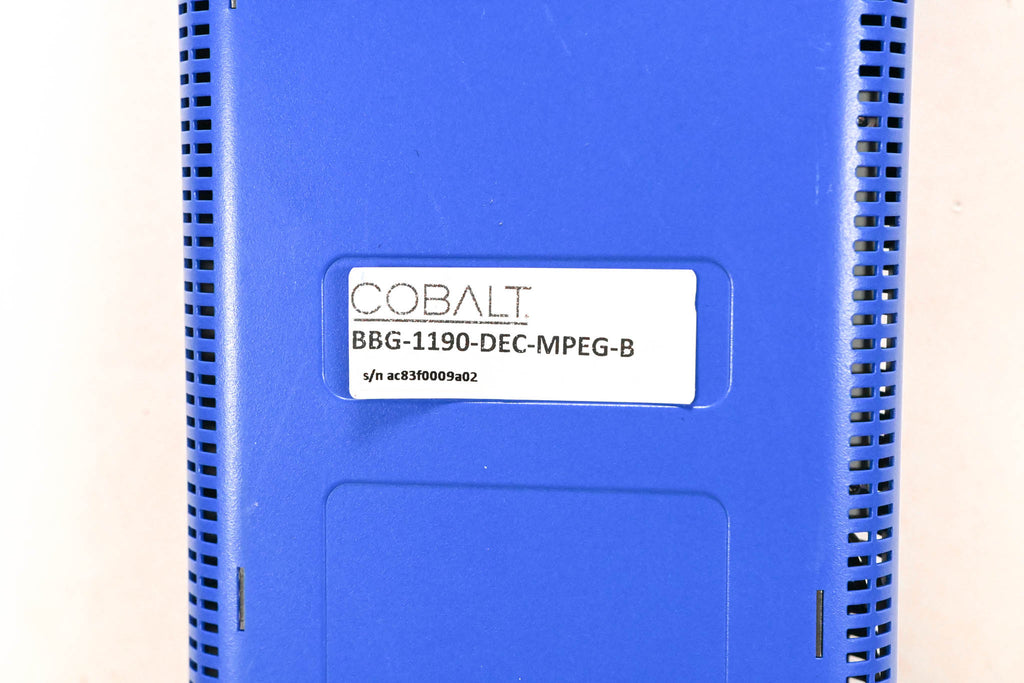 COBALT
BBG-1190-DEC-MPEG-B
s/n ac83f0009a02